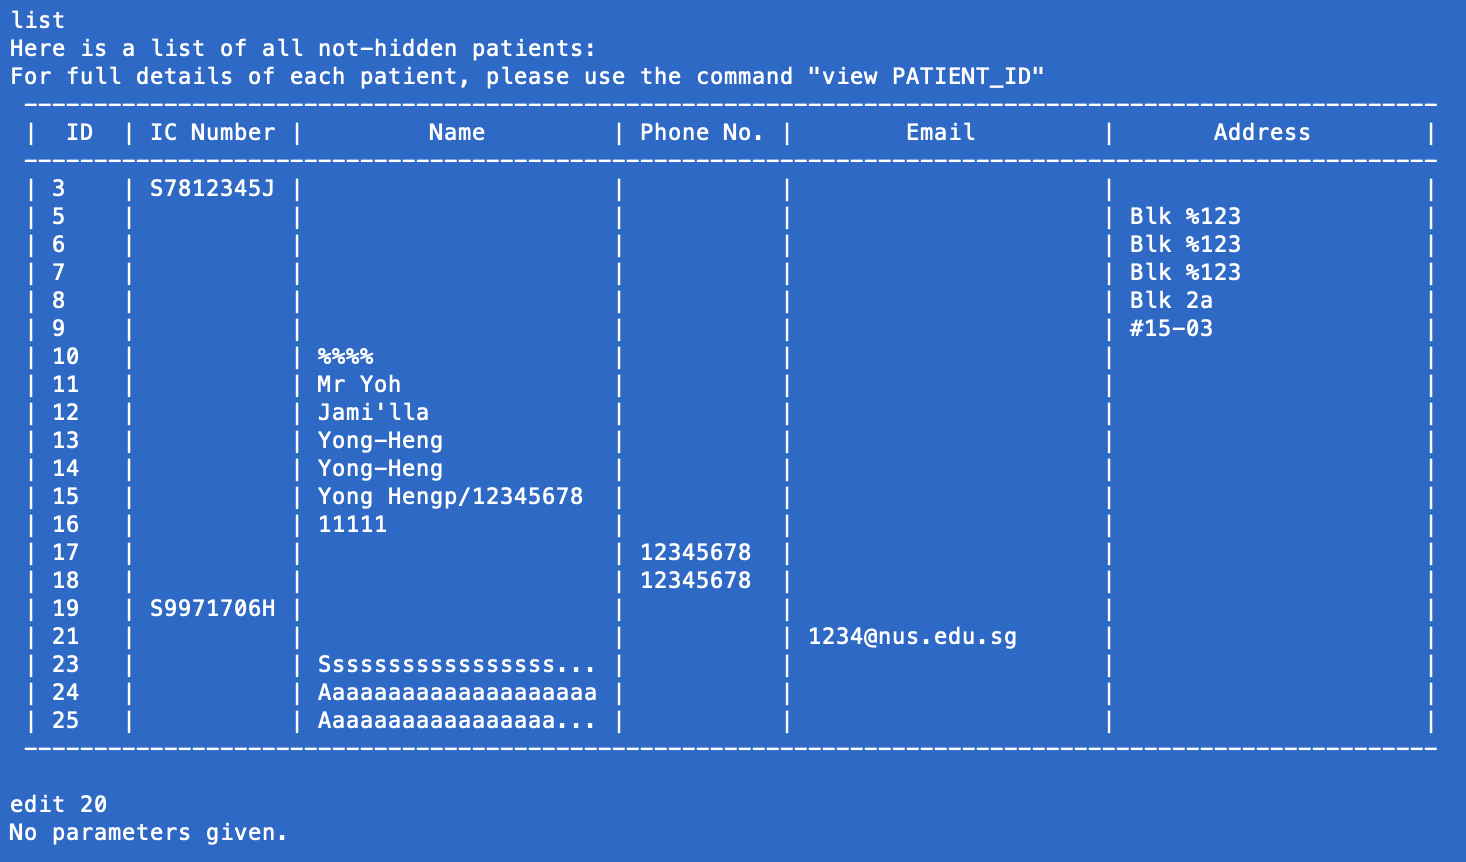 list
Here is a list of all not-hidden patients:
For full details of each patient, please use the command "view PATIENT_ID"
| ID | IC Number | Name | Phone No. | Email | Address |
| 3 | S7812345J | | | | |
| 5 | | | | | Blk %123 |
| 6 | | | | | Blk %123 |
| 7 | | | | | Blk %123 |
| 8 | | | | | Blk 2a |
| 9 | | | | | #15-03 |
| 10 | | %%%% | | | |
| 11 | | Mr Yoh | | | |
| 12 | | Jami'lla | | | |
| 13 | | Yong-Heng | | | |
| 14 | | Yong-Heng | | | |
| 15 | | Yong Hengp/12345678 | | | |
| 16 | | 11111 | | | |
| 17 | | | 12345678 | | |
| 18 | | | 12345678 | | |
| 19 | S9971706H | | | | |
| 21 | | | | 1234@nus.edu.sg | |
| 23 | | Sssssssssssssssss... | | | |
| 24 | | Aaaaaaaaaaaaaaaaaaaa | | | |
| 25 | | Aaaaaaaaaaaaaaaaa... | | | |
edit 20
No parameters given.